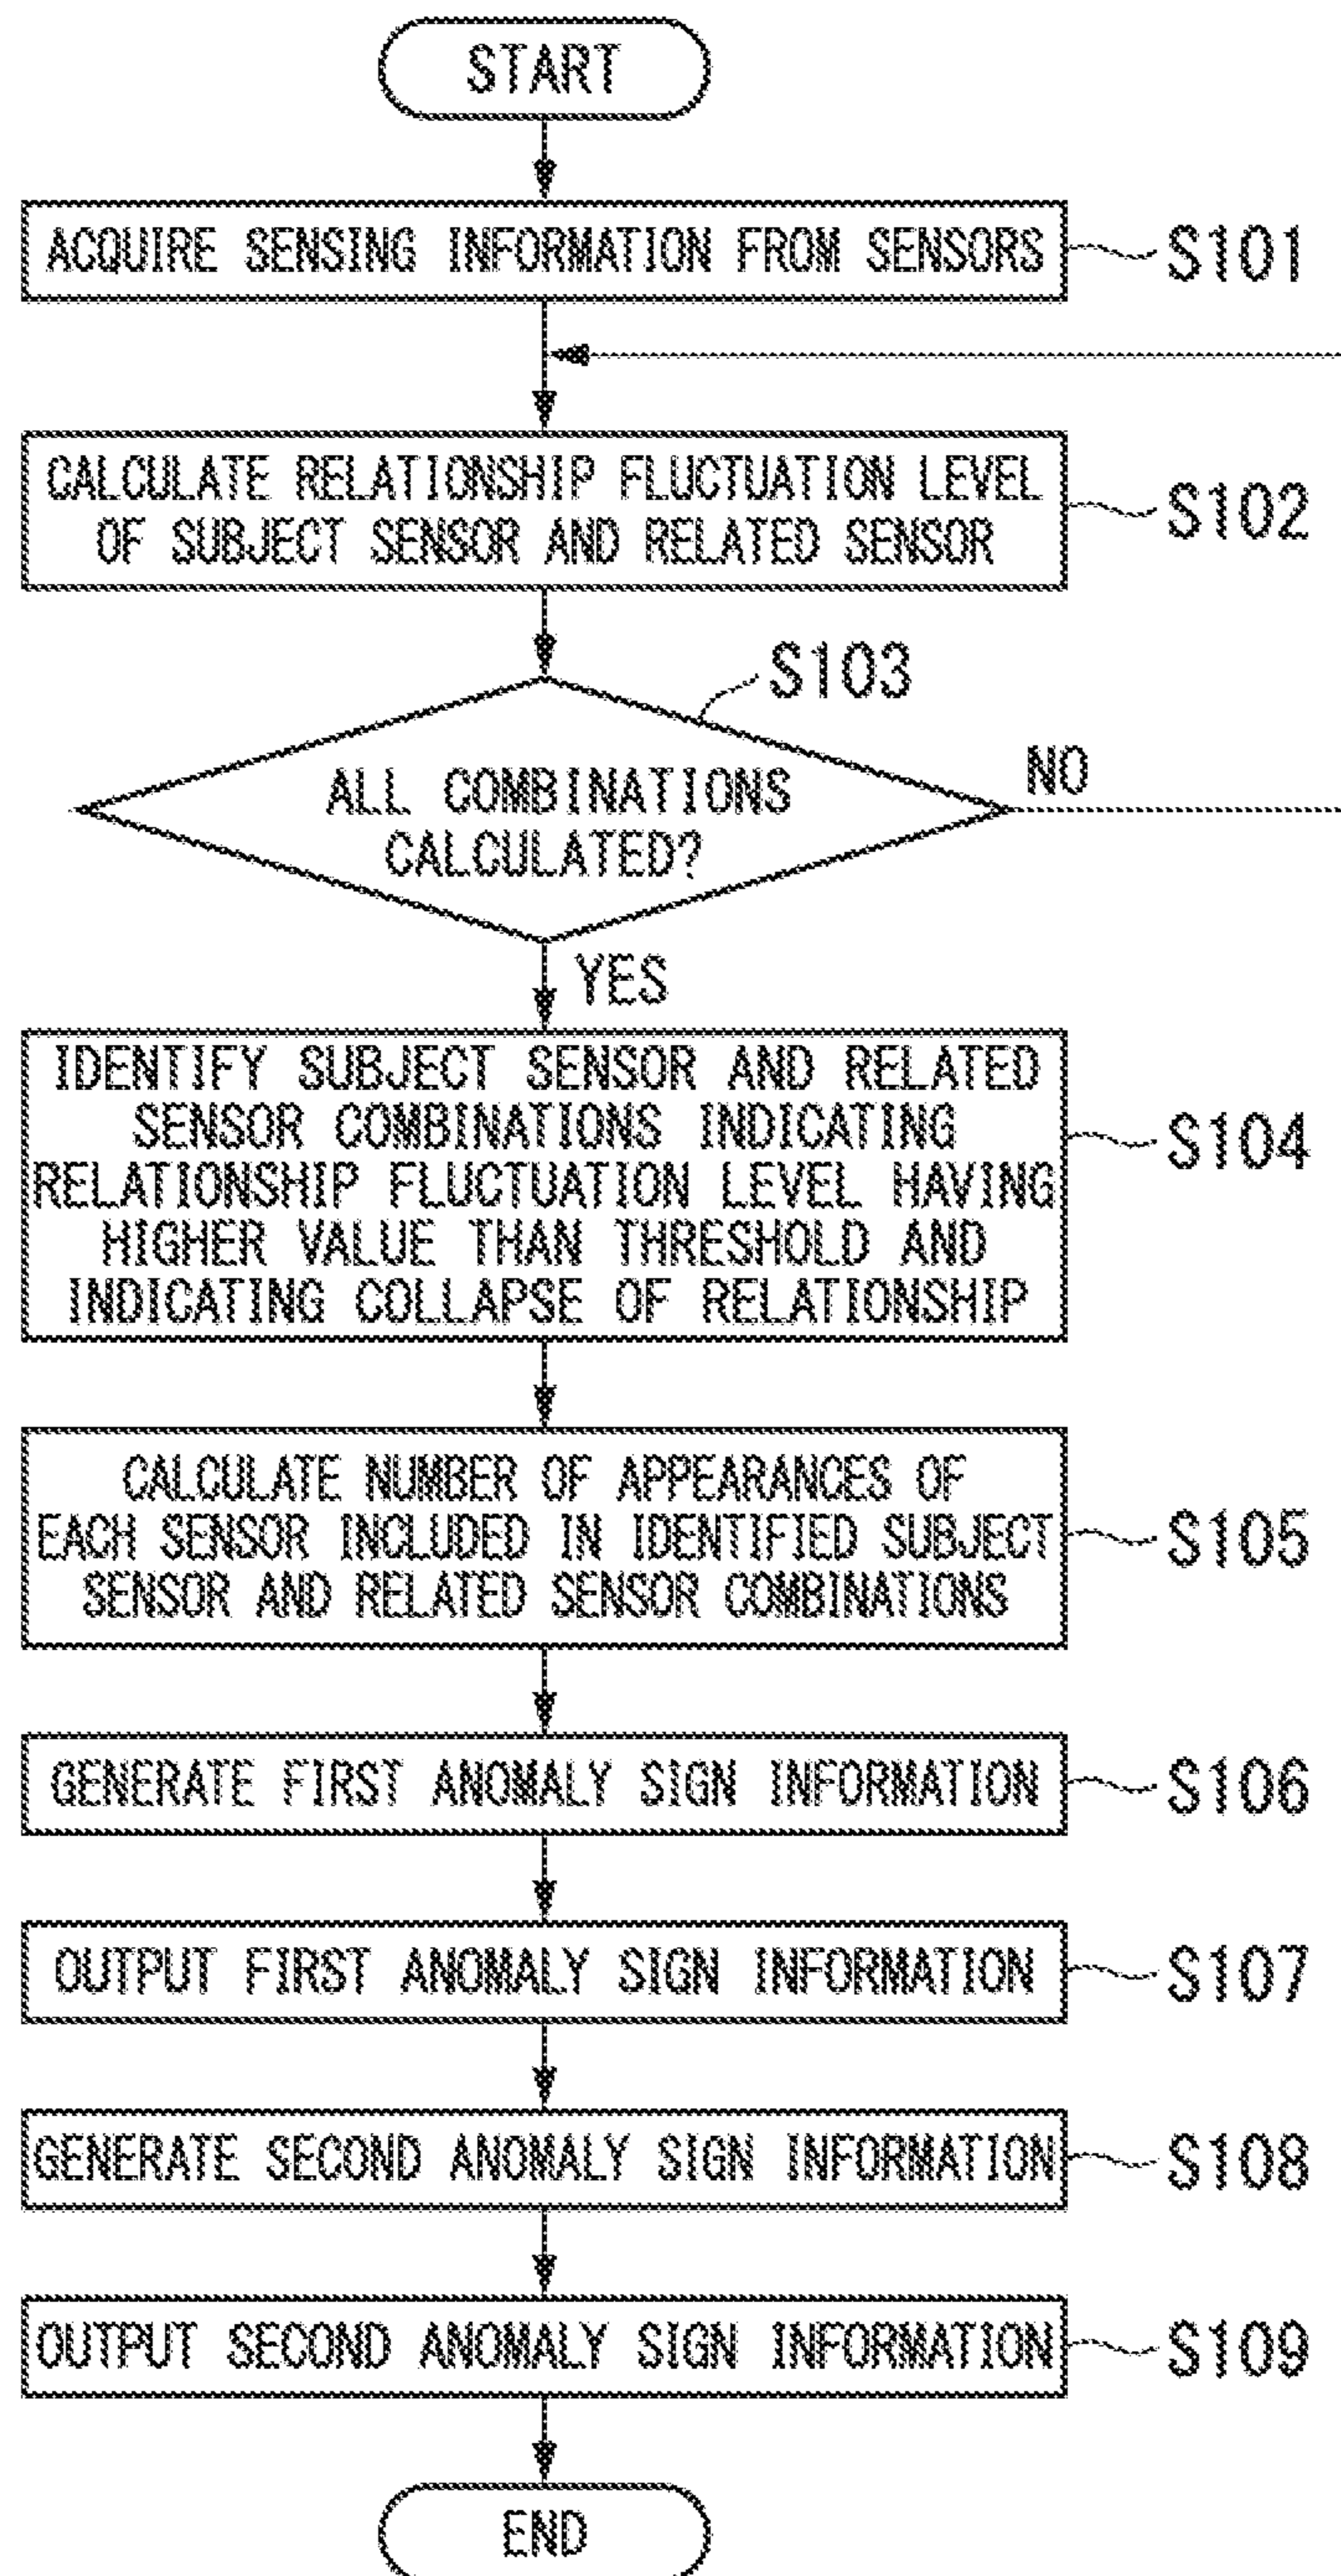 START
ACQUIRE SENSING INFORMATION FROM SENSORS
S101
CALCULATE RELATIONSHIP FLUCTUATION LEVEL
OF SUBJECT SENSOR AND RELATED SENSOR
S102
S103
ALL COMBINATIONS
CALCULATED?
NO
YES
IDENTIFY SUBJECT SENSOR AND RELATED
SENSOR COMBINATIONS INDICATING
RELATIONSHIP FLUCTUATION LEVEL HAVING
HIGHER VALUE THAN THRESHOLD AND
INDICATING COLLAPSE OF RELATIONSHIP
S104
CALCULATE NUMBER OF APPEARANCES OF
EACH SENSOR INCLUDED IN IDENTIFIED SUBJECT
SENSOR AND RELATED SENSOR COMBINATIONS
S105
GENERATE FIRST ANOMALY SIGN INFORMATION
S106
OUTPUT FIRST ANOMALY SIGN INFORMATION
S107
GENERATE SECOND ANOMALY SIGN INFORMATION
S108
OUTPUT SECOND ANOMALY SIGN INFORMATION
S109
END